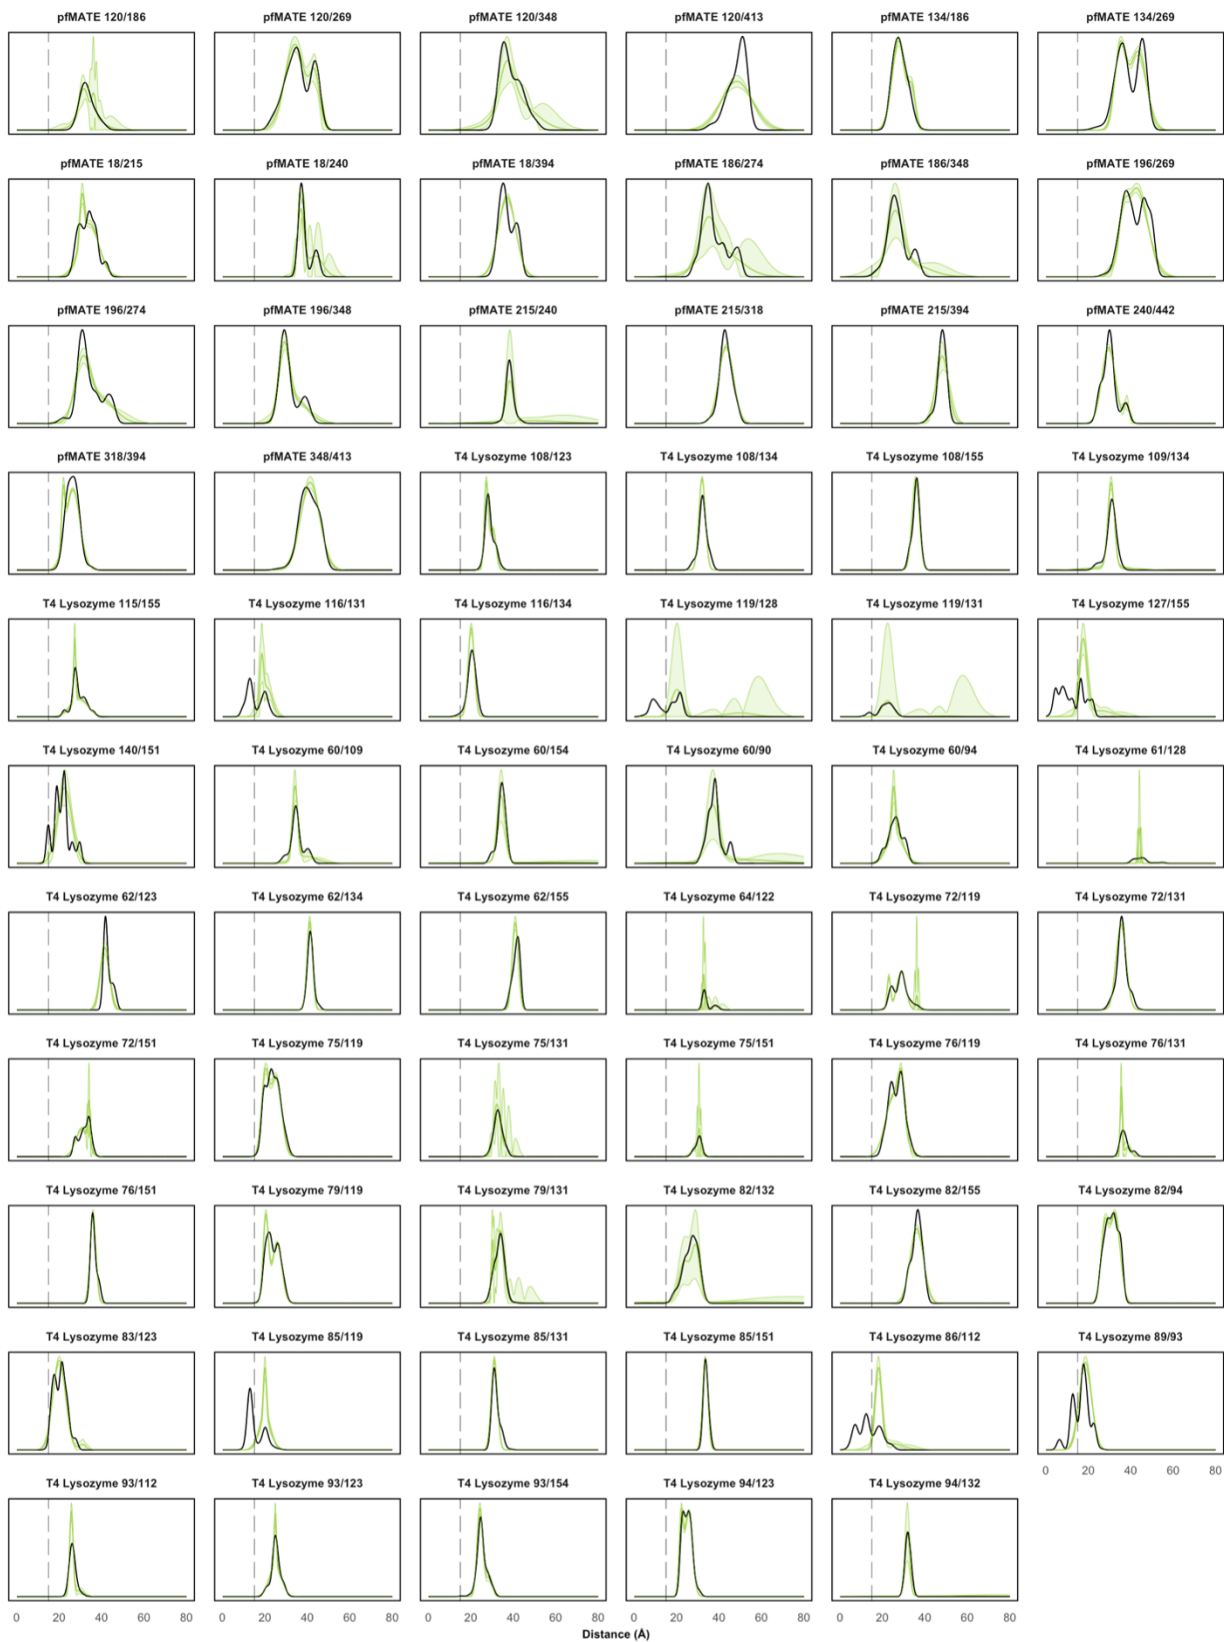 pfMATE 120/186 pfMATE 120/269 pfMATE 120/348 pfMATE 120/413 pfMATE 134/186 pfMATE 134/269
pfMATE 18/215 pfMATE 18/240 pfMATE 18/394 pfMATE 186/274 pfMATE 186/348 pfMATE 196/269
pfMATE 196/274 pfMATE 196/348 pfMATE 215/240 pfMATE 215/318 pfMATE 215/394 pfMATE 240/442
pfMATE 318/394 pfMATE 348/413 T4 Lysozyme 108/123 T4 Lysozyme 108/134 T4 Lysozyme 108/155 T4 Lysozyme 109/134
T4 Lysozyme 115/155 T4 Lysozyme 116/131 T4 Lysozyme 116/134 T4 Lysozyme 119/128 T4 Lysozyme 119/131 T4 Lysozyme 127/155
T4 Lysozyme 140/151 T4 Lysozyme 60/109 T4 Lysozyme 60/154 T4 Lysozyme 60/90 T4 Lysozyme 60/94 T4 Lysozyme 61/128
T4 Lysozyme 62/123 T4 Lysozyme 62/134 T4 Lysozyme 62/155 T4 Lysozyme 64/122 T4 Lysozyme 72/119 T4 Lysozyme 72/131
T4 Lysozyme 72/151 T4 Lysozyme 75/119 T4 Lysozyme 75/131 T4 Lysozyme 75/151 T4 Lysozyme 76/119 T4 Lysozyme 76/131
T4 Lysozyme 76/151 T4 Lysozyme 79/119 T4 Lysozyme 79/131 T4 Lysozyme 82/132 T4 Lysozyme 82/155 T4 Lysozyme 82/94
T4 Lysozyme 83/123 T4 Lysozyme 85/119 T4 Lysozyme 85/131 T4 Lysozyme 85/151 T4 Lysozyme 86/112 T4 Lysozyme 89/93
0 20 40 60 80
T4 Lysozyme 93/112 T4 Lysozyme 93/123 T4 Lysozyme 93/154 T4 Lysozyme 94/123 T4 Lysozyme 94/132
0 20 40 60 80 0 20 40 60 80 0 20 40 60 80 0 20 40 60 80 0 20 40 60 80
Distance (Å)